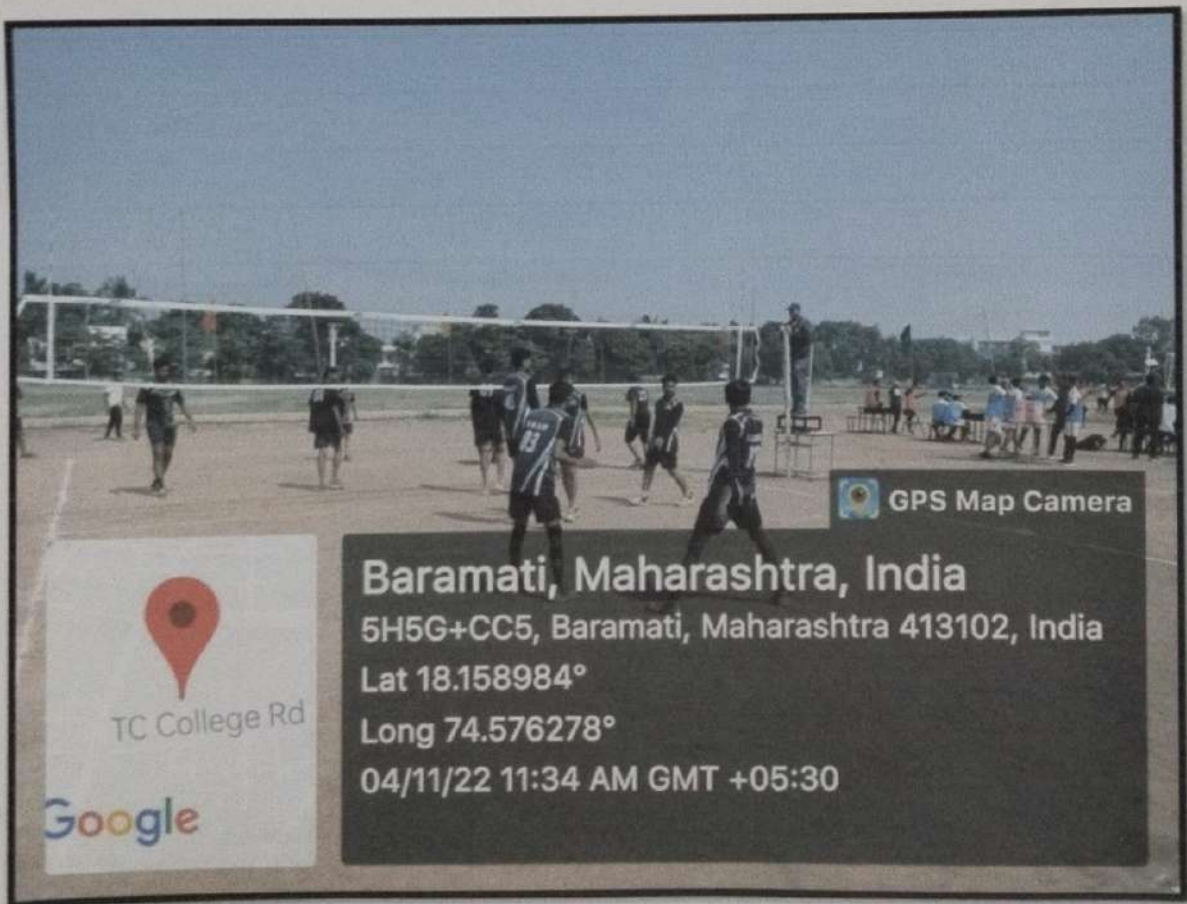 GPS Map Camera
Baramati, Maharashtra, India
5H5G+CC5, Baramati, Maharashtra 413102, India
Lat 18.158984°
Long 74.576278°
04/11/22 11:34 AM GMT +05:30
TC College Rd
Google
03